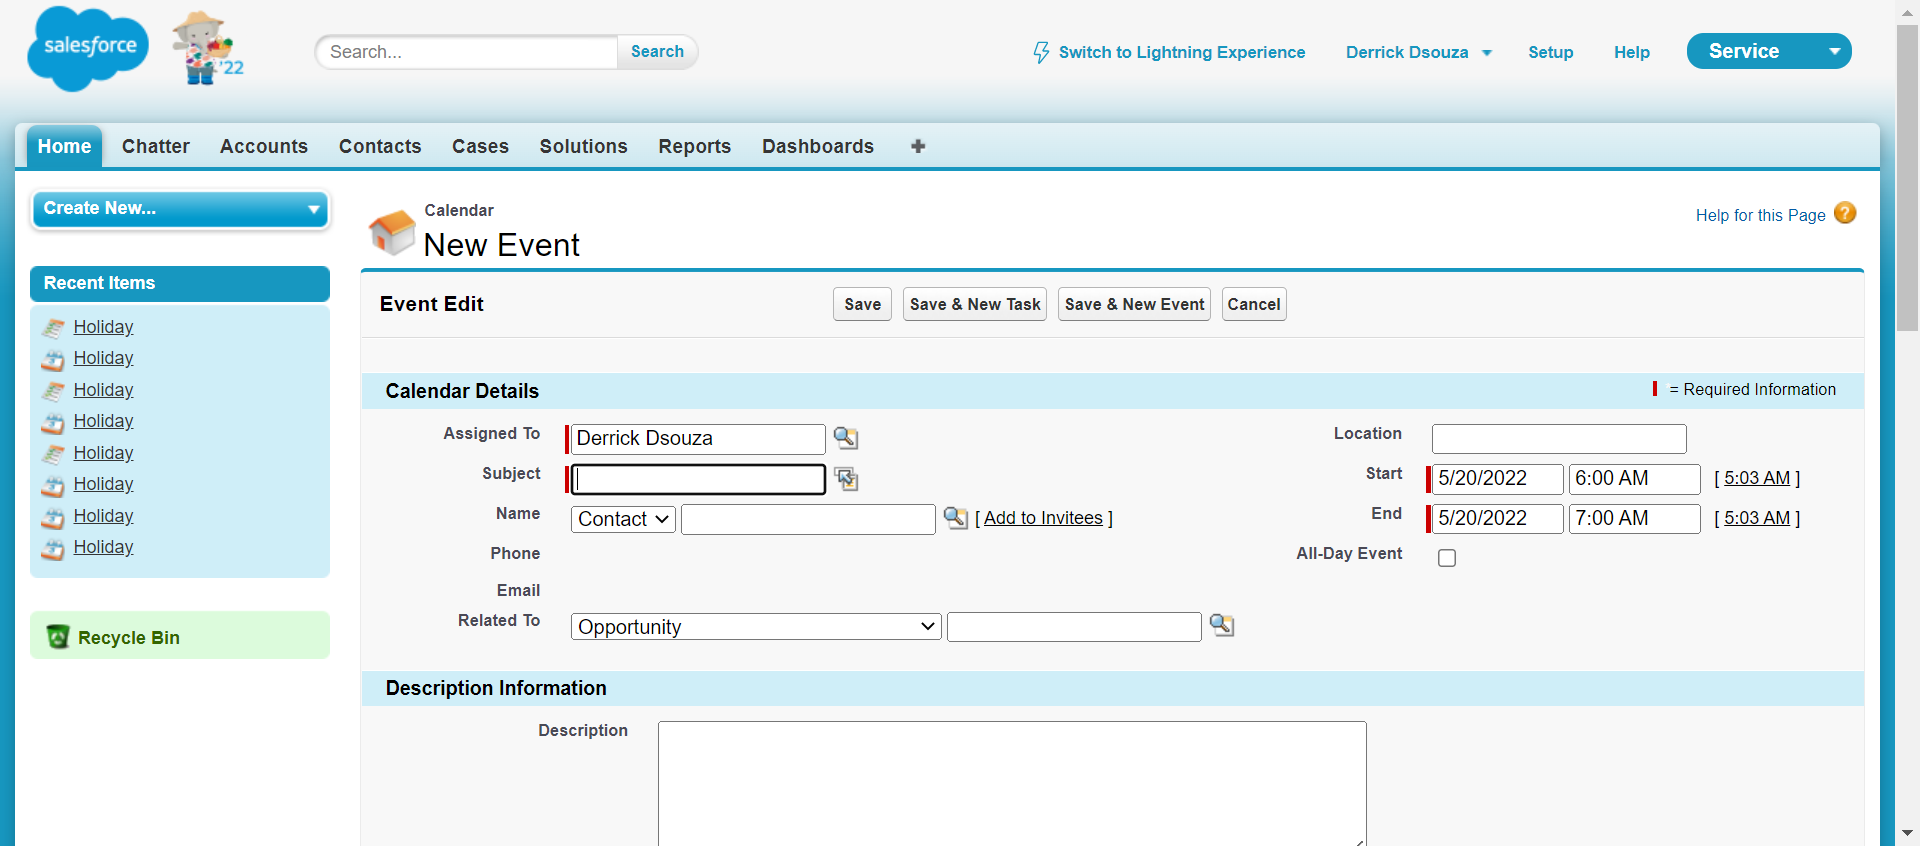 salesforce
'22
Search...
Search
Switch to Lightning Experience
Derrick Dsouza
Setup
Help
Service
Home
Chatter
Accounts
Contacts
Cases
Solutions
Reports
Dashboards
Create New...
Calendar
New Event
Help for this Page ?
Recent Items
Holiday
Holiday
Holiday
Holiday
Holiday
Holiday
Holiday
Holiday
Recycle Bin
Event Edit
Save
Save & New Task
Save & New Event
Cancel
Calendar Details
= Required Information
Assigned To
Derrick Dsouza
Location
Subject
Start
5/20/2022
6:00 AM
[ 5:03 AM ]
Name
Contact
[ Add to Invitees ]
End
5/20/2022
7:00 AM
[ 5:03 AM ]
Phone
All-Day Event
Email
Related To
Opportunity
Description Information
Description